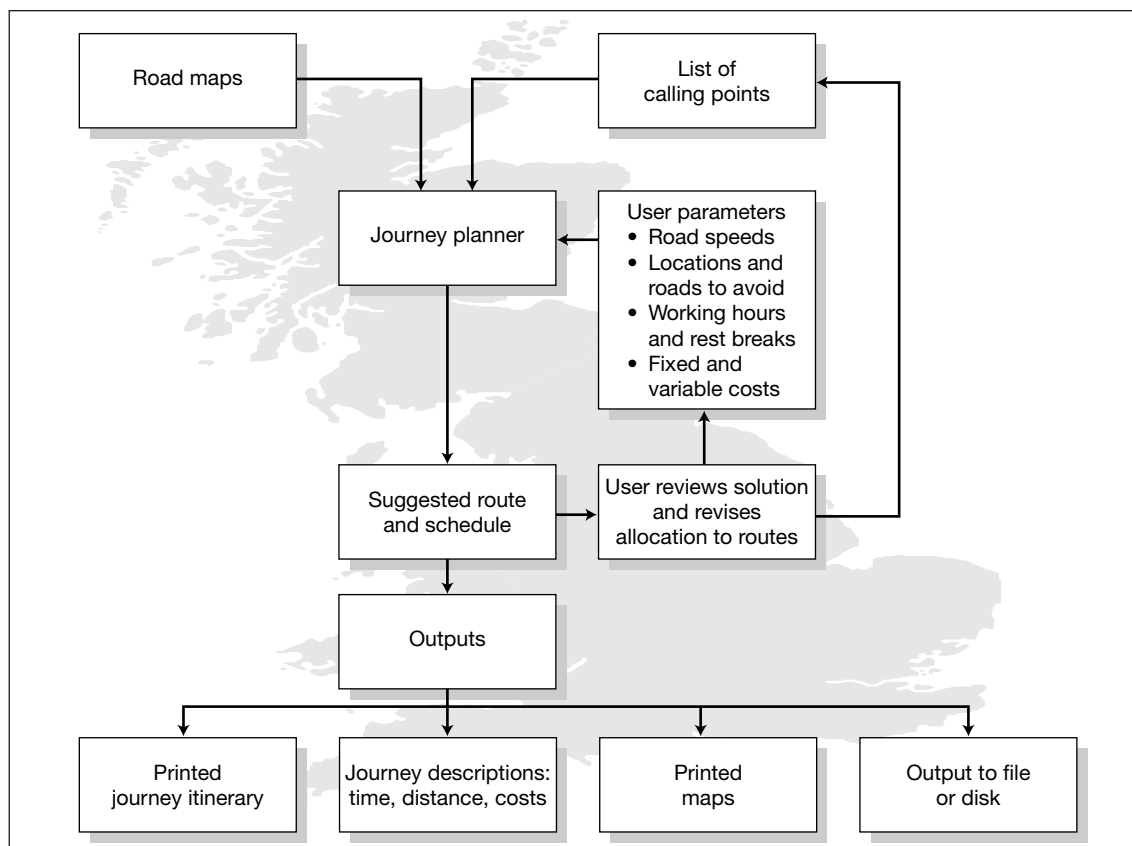 Road maps
List of
calling points
Journey planner
User parameters
• Road speeds
• Locations and
roads to avoid
• Working hours
and rest breaks
• Fixed and
variable costs
Suggested route
and schedule
User reviews solution
and revises
allocation to routes
Outputs
Printed
journey itinerary
Journey descriptions:
time, distance, costs
Printed
maps
Output to file
or disk